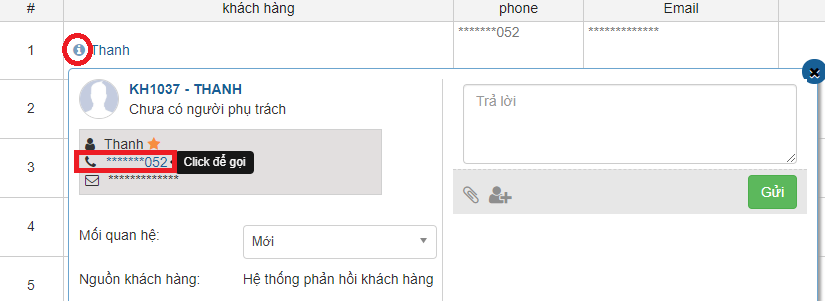 # khách hàng phone Email
1 Thanh *******052 *************
KH1037 - THANH
Chưa có người phụ trách
Trả lời
2
Thanh
*******052 Click để gọi
3
*************
Gửi
4
Mối quan hệ: Mới
Nguồn khách hàng: Hệ thống phản hồi khách hàng
5